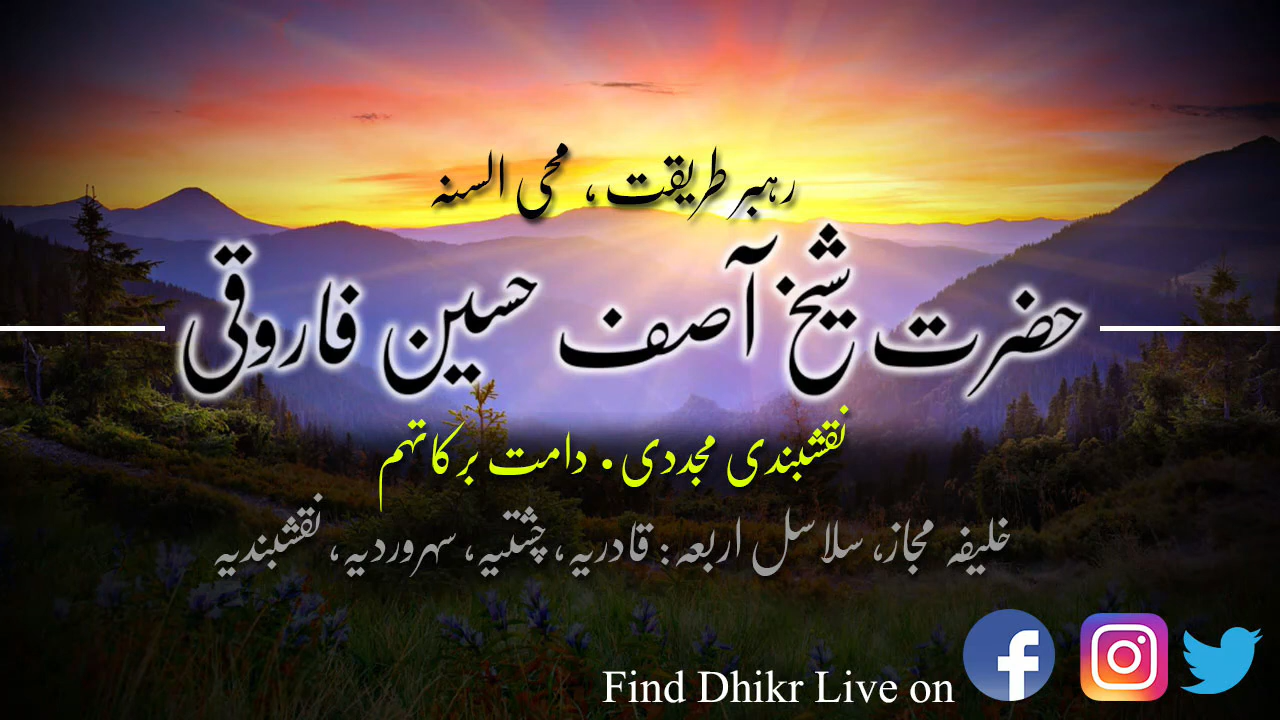 رہبر طریقت ، محی السنہ
حضرت شیخ آصف حسین فاروقی
نقشبندی مجددی . دامت برکاتہم
خلیفہ مجاز، سلاسل اربعہ: قادریہ، چشتیہ، سہروردیہ، نقشبندیہ
Find Dhikr Live on